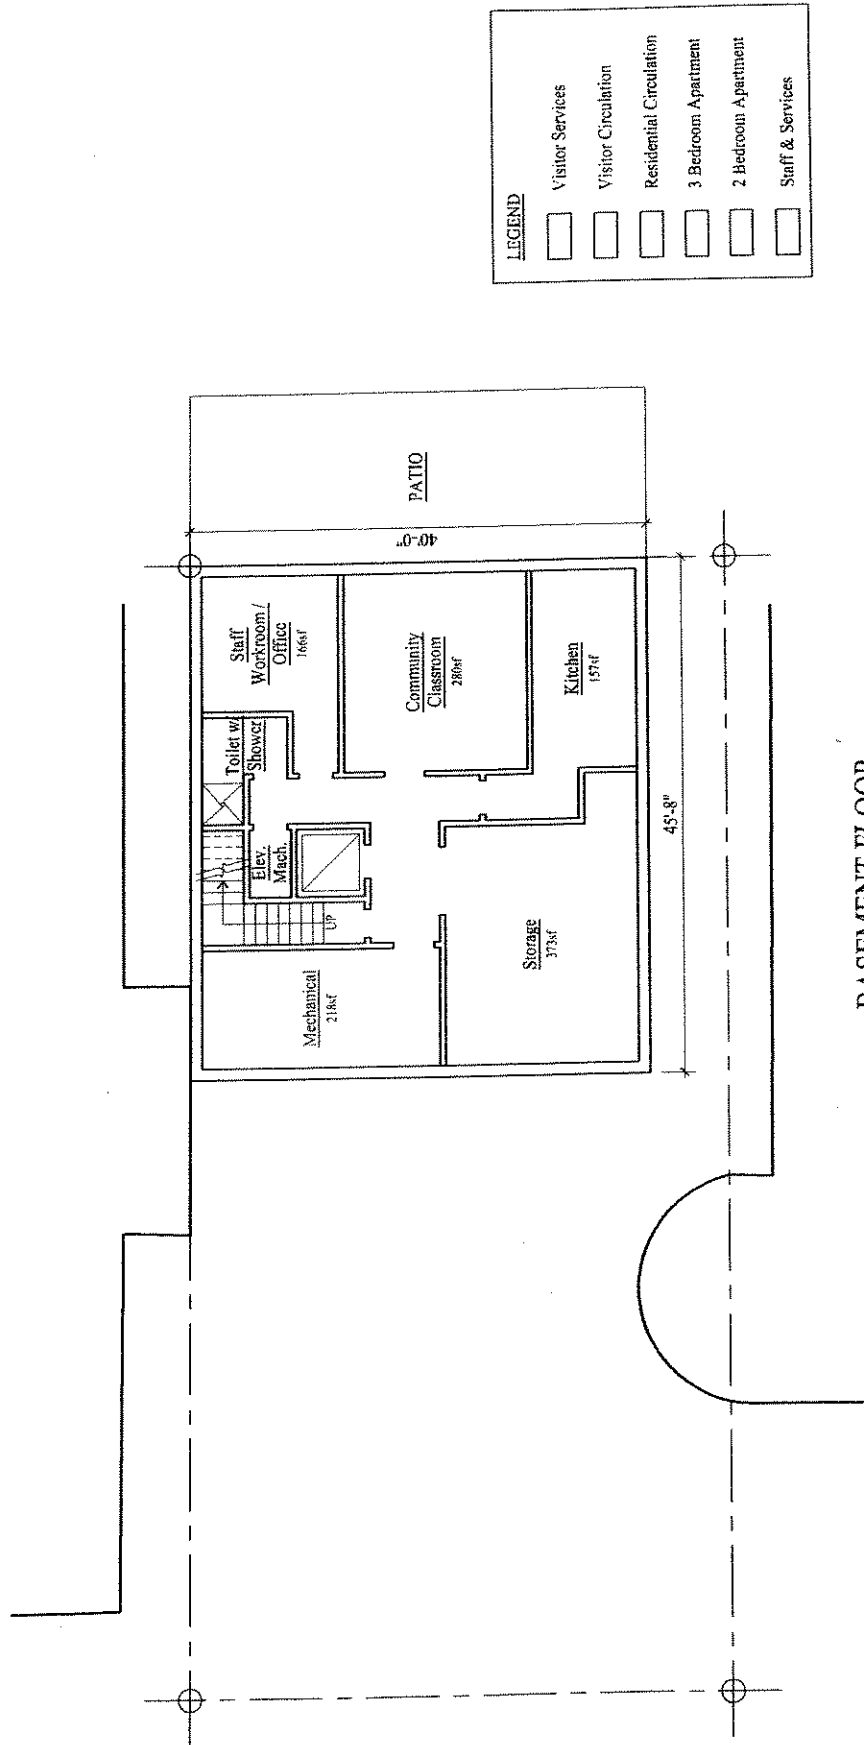 LEGEND
Visitor Services
Visitor Circulation
Residential Circulation
3 Bedroom Apartment
2 Bedroom Apartment
Staff & Services
Mechanical
218sf
UP
Elev.
Mach.
Toilet w/
Shower
Staff
Workroom /
Office
166sf
Community
Classroom
280sf
Kitchen
157sf
Storage
373sf
PATIO
40'-0"
45'-8"
BASEMENT FLOOR